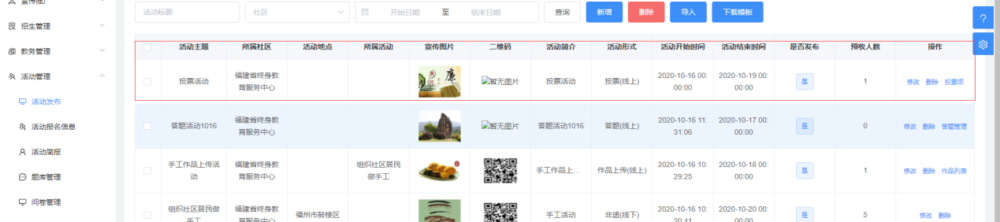 宣传推广
招生管理
教务管理
活动管理
活动发布
活动报名信息
活动简报
题库管理
问卷管理
活动标题 社区 开始日期 至 结束日期 查询 新增 删除 导入 下载模板
?
活动主题 所属社区 活动地点 所属活动 宣传图片 二维码 活动简介 活动形式 活动开始时间 活动结束时间 是否发布 预收人数 操作
投票活动 福建省终身教 暂无图片 投票活动 投票(线上) 2020-10-16 00: 2020-10-19 00: 是 1 修改 删除 投票项
育服务中心 00:00 00:00
答题活动1016 福建省终身教 暂无图片 答题活动1016 答题(线上) 2020-10-16 11: 2020-10-17 00: 是 0 修改 删除 答题管理
育服务中心 31:06 00:00
手工作品上传活 福建省终身教 组织社区居民 手工作品上... 作品上传(线上) 2020-10-16 10: 2020-10-18 00: 是 1 修改 删除 作品列表
动 育服务中心 做手工 29:25 00:00
组织社区居民做 福建省终身教 福州市鼓楼区 手工活动 非遗(线下) 2020-10-16 10: 2020-10-20 00: 是 5 修改 删除
手工 育服务中心 20:41 00:00